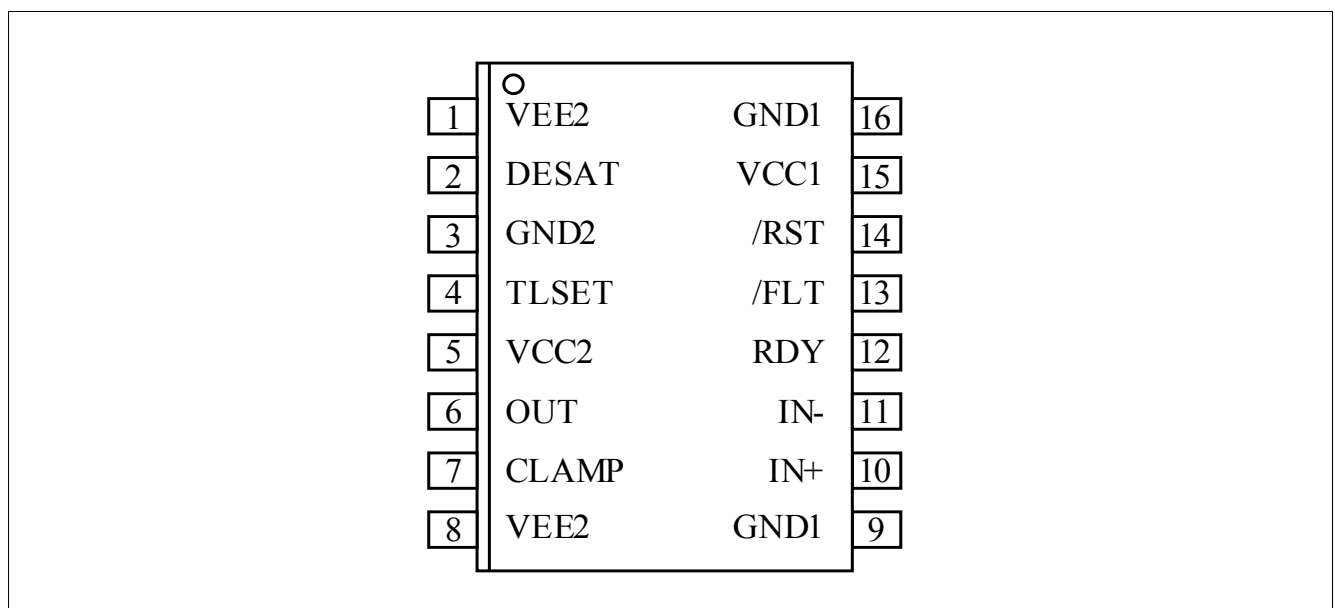 1 VEE2 GND1 16
2 DESAT VCC1 15
3 GND2 /RST 14
4 TLSET /FLT 13
5 VCC2 RDY 12
6 OUT IN- 11
7 CLAMP IN+ 10
8 VEE2 GND1 9